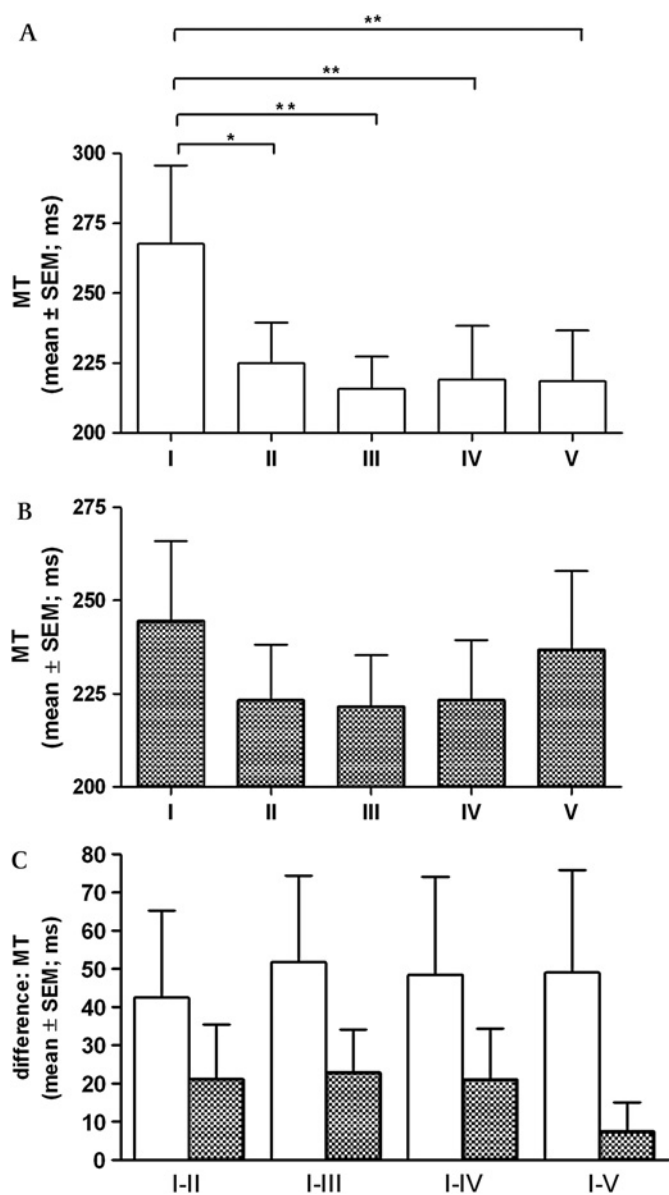 A
**
**
**
*
300
275
250
225
200
MT
(mean ± SEM; ms)
I II III IV V
B
275
250
225
200
MT
(mean ± SEM; ms)
I II III IV V
C
80
70
60
50
40
30
20
10
0
difference: MT
(mean ± SEM; ms)
I-II I-III I-IV I-V